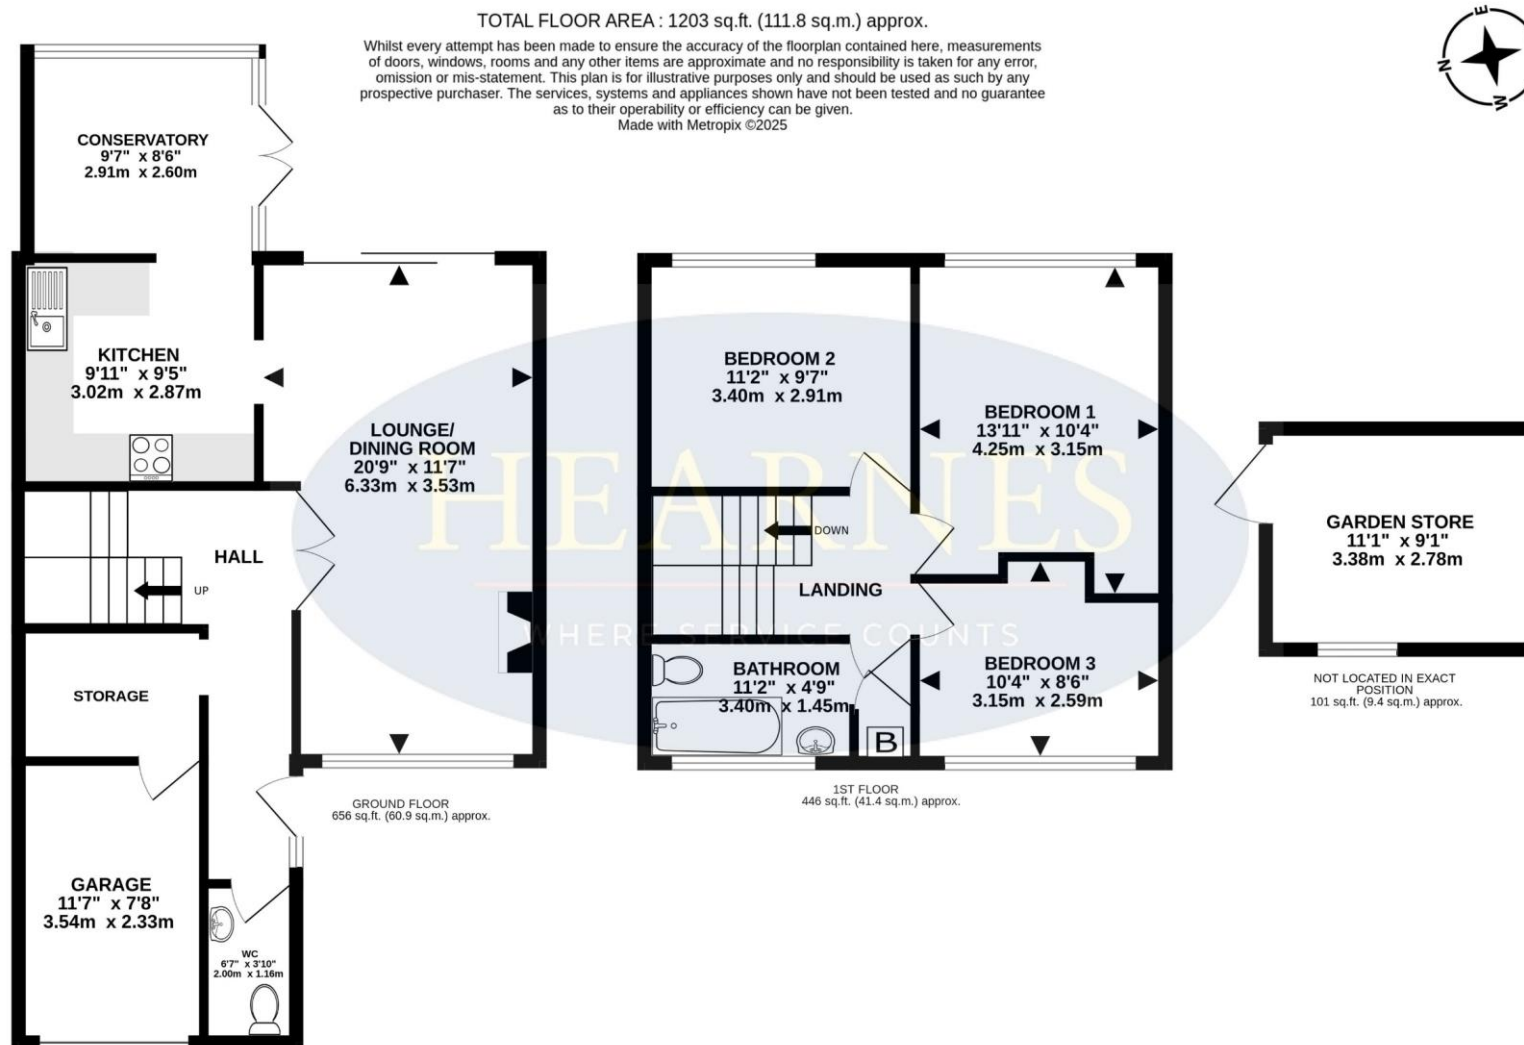 TOTAL FLOOR AREA : 1203 sq.ft. (111.8 sq.m.) approx.
Whilst every attempt has been made to ensure the accuracy of the floorplan contained here, measurements
of doors, windows, rooms and any other items are approximate and no responsibility is taken for any error,
omission or mis-statement. This plan is for illustrative purposes only and should be used as such by any
prospective purchaser. The services, systems and appliances shown have not been tested and no guarantee
as to their operability or efficiency can be given.
Made with Metropix ©2025
E
N
W
CONSERVATORY
9'7" x 8'6"
2.91m x 2.60m
KITCHEN
9'11" x 9'5"
3.02m x 2.87m
LOUNGE/
DINING ROOM
20'9" x 11'7"
6.33m x 3.53m
HALL
UP
STORAGE
GARAGE
11'7" x 7'8"
3.54m x 2.33m
WC
6'7" x 3'10"
2.00m x 1.16m
GROUND FLOOR
656 sq.ft. (60.9 sq.m.) approx.
BEDROOM 2
11'2" x 9'7"
3.40m x 2.91m
BEDROOM 1
13'11" x 10'4"
4.25m x 3.15m
DOWN
LANDING
BATHROOM
11'2" x 4'9"
3.40m x 1.45m
B
BEDROOM 3
10'4" x 8'6"
3.15m x 2.59m
1ST FLOOR
446 sq.ft. (41.4 sq.m.) approx.
GARDEN STORE
11'1" x 9'1"
3.38m x 2.78m
NOT LOCATED IN EXACT
POSITION
101 sq.ft. (9.4 sq.m.) approx.
HEARNES
WHERE SERVICE COUNTS